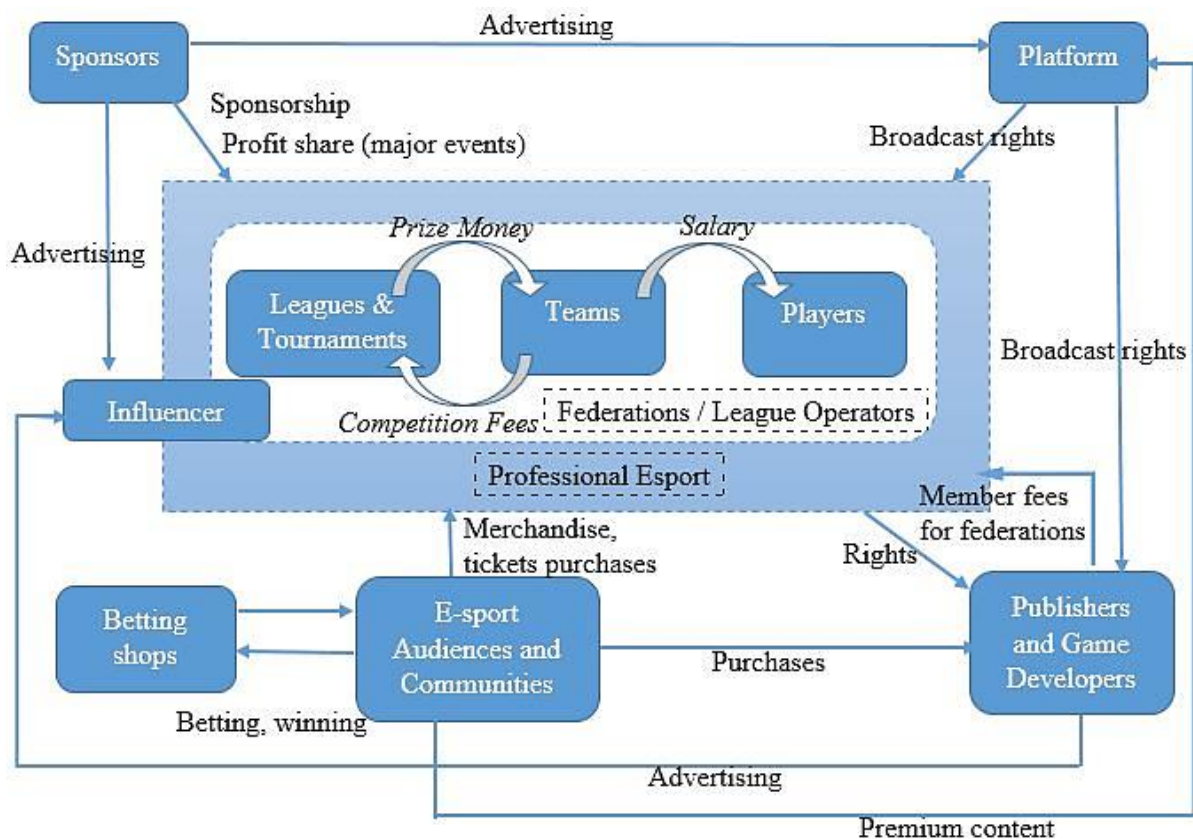 Advertising
Sponsors
Platform
Sponsorship
Profit share (major events)
Broadcast rights
Prize Money
Salary
Advertising
Leagues &
Tournaments
Teams
Players
Broadcast rights
Influencer
Competition Fees
Federations / League Operators
Professional Esport
Member fees
for federations
Merchandise,
tickets purchases
Rights
Betting
shops
E-sport
Audiences and
Communities
Publishers
and Game
Developers
Purchases
Betting, winning
Advertising
Premium content